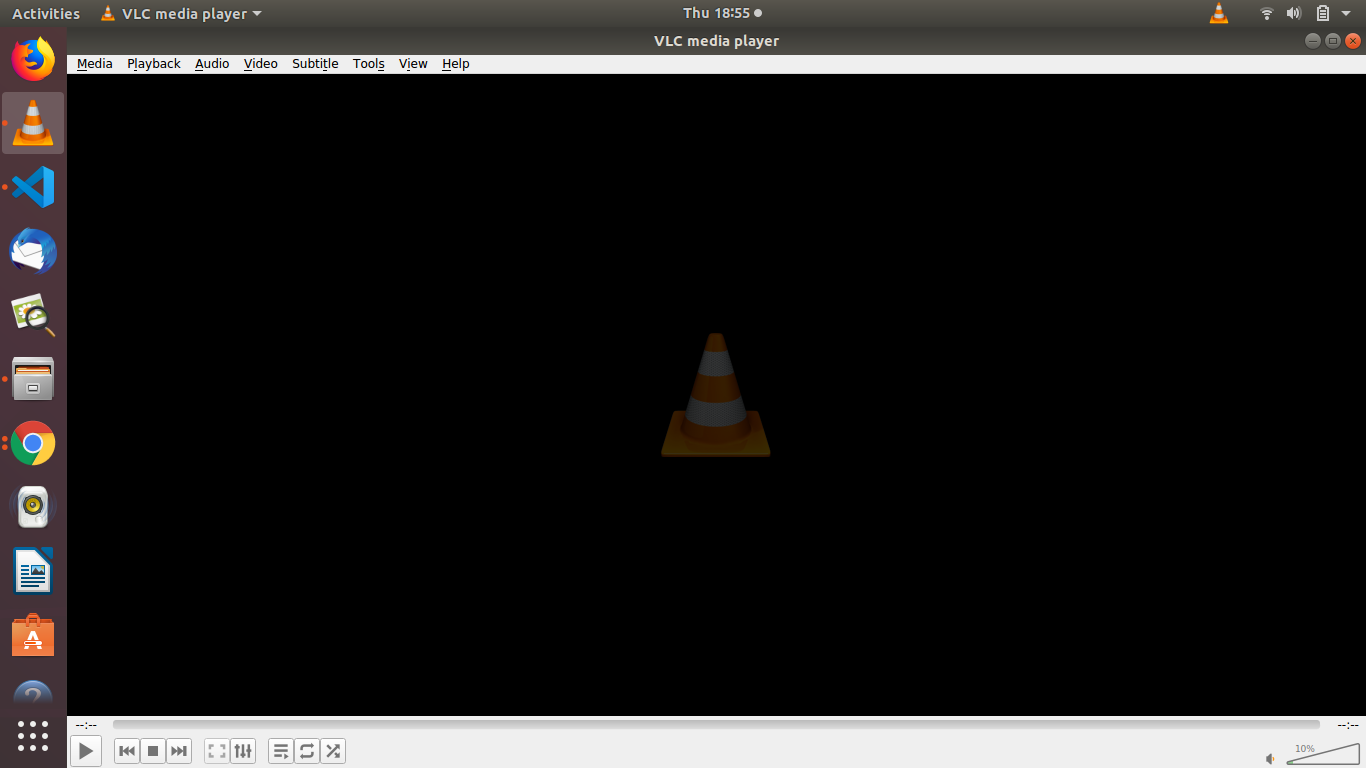 Activities VLC media player Thu 18:55
VLC media player
Media Playback Audio Video Subtitle Tools View Help
--:-- --:--
10%